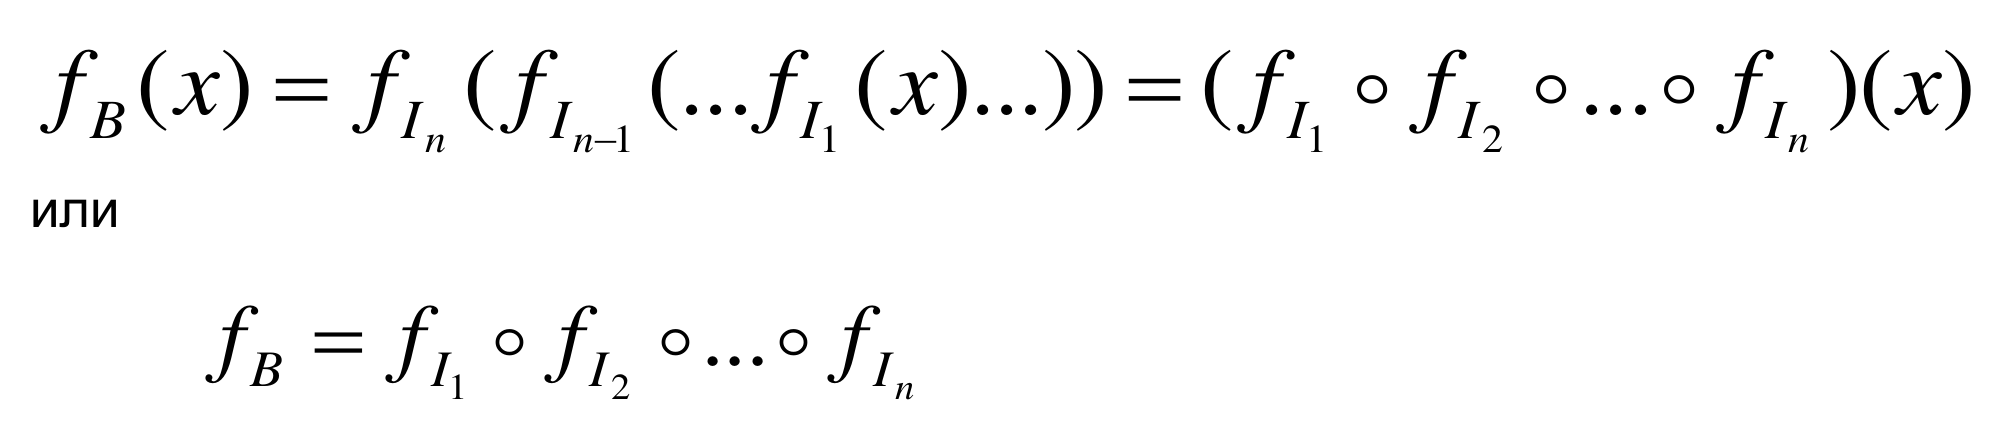 f_B(x) = f_{I_n}(f_{I_{n-1}}(...f_{I_1}(x)...)) = (f_{I_1} ∘ f_{I_2} ∘ ... ∘ f_{I_n})(x)
или
f_B = f_{I_1} ∘ f_{I_2} ∘ ... ∘ f_{I_n}